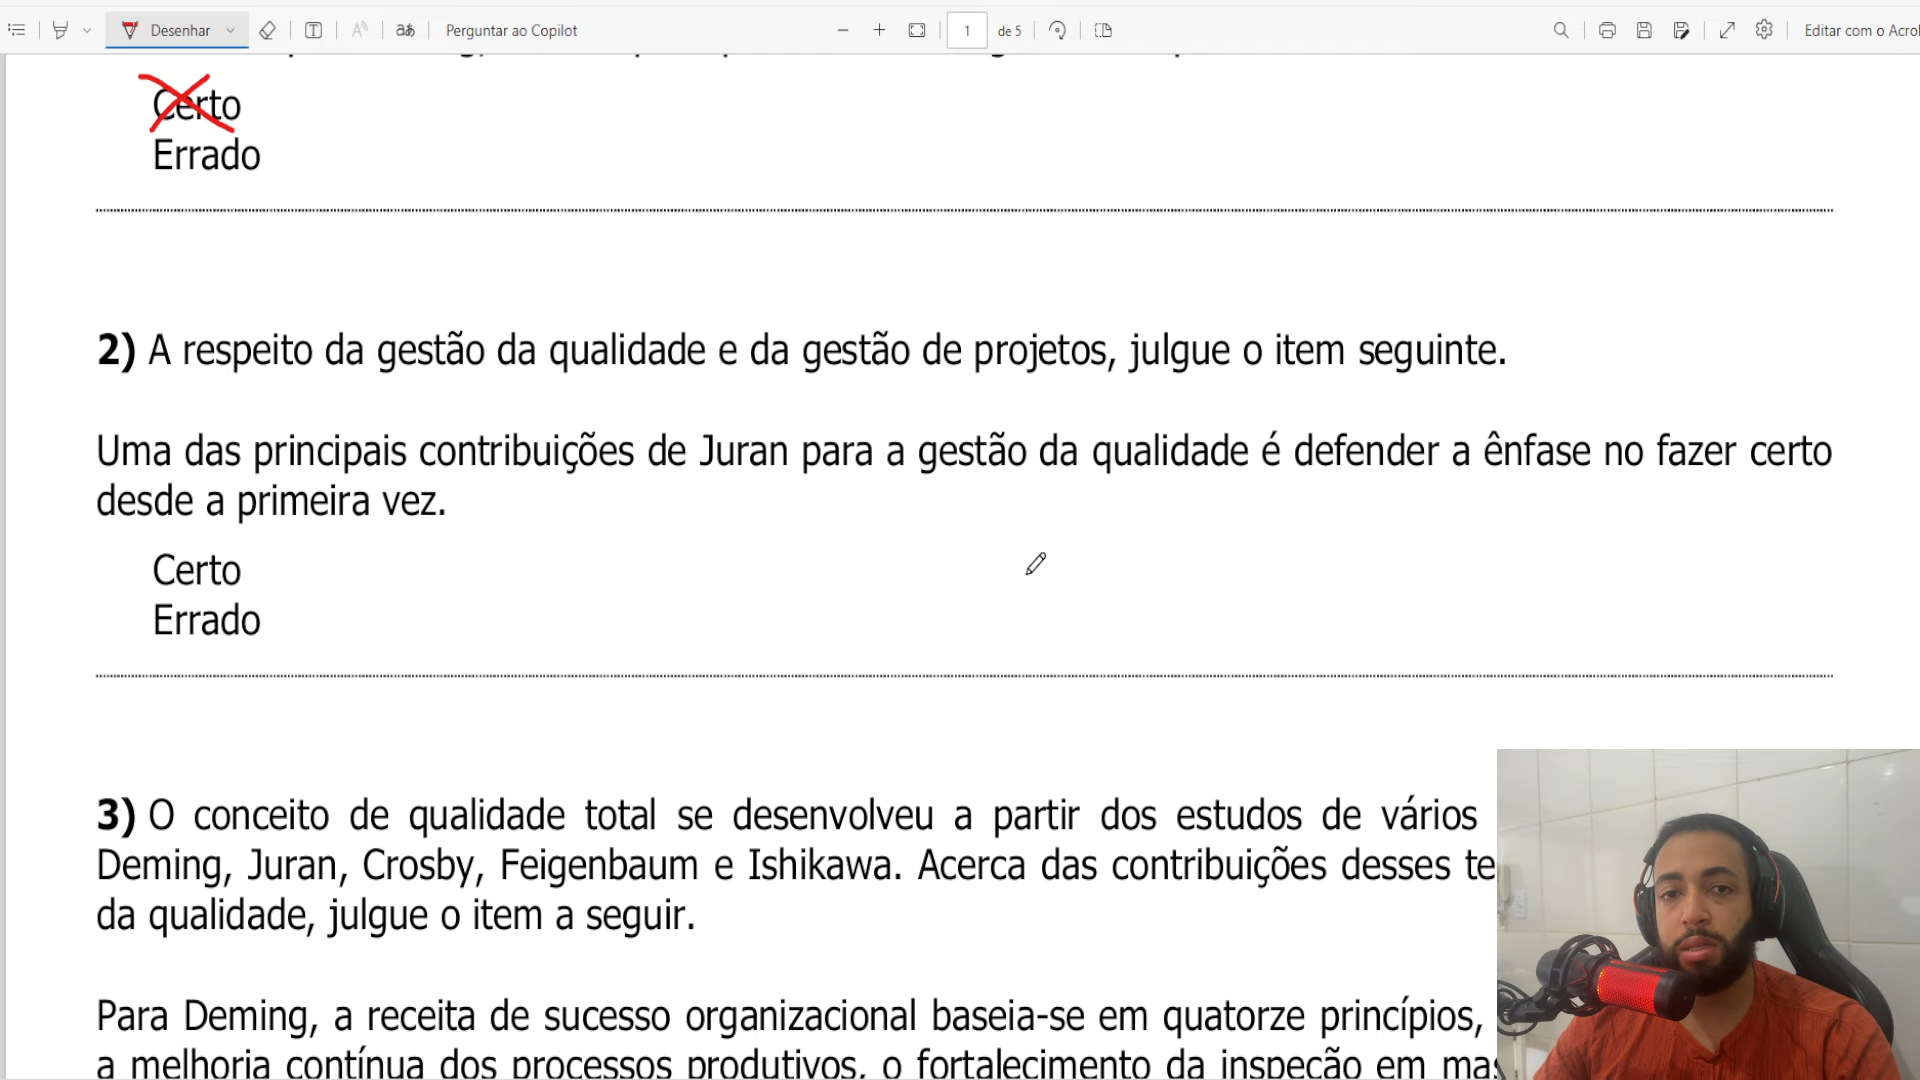 Desenhar
Perguntar ao Copilot
1
de 5
Editar com o Acro
Certo
Errado
2) A respeito da gestão da qualidade e da gestão de projetos, julgue o item seguinte.
Uma das principais contribuições de Juran para a gestão da qualidade é defender a ênfase no fazer certo
desde a primeira vez.
Certo
Errado
3) O conceito de qualidade total se desenvolveu a partir dos estudos de vários
Deming, Juran, Crosby, Feigenbaum e Ishikawa. Acerca das contribuições desses te
da qualidade, julgue o item a seguir.
Para Deming, a receita de sucesso organizacional baseia-se em quatorze princípios,
a melhoria contínua dos processos produtivos, o fortalecimento da inspeção em mas